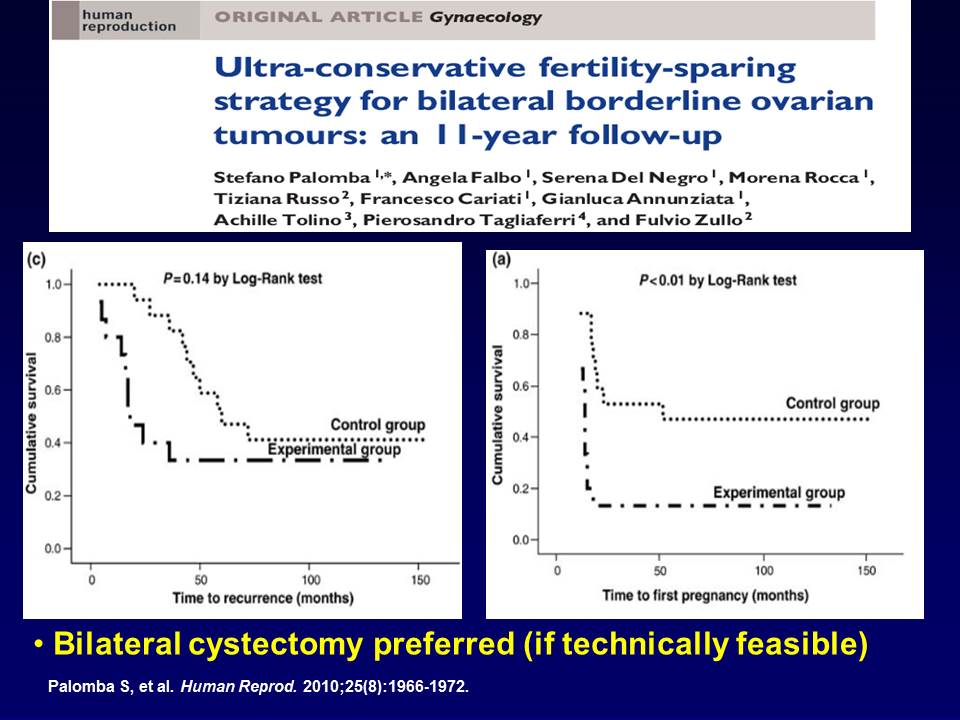 human
reproduction
ORIGINAL ARTICLE Gynaecology
Ultra-conservative fertility-sparing
strategy for bilateral borderline ovarian
tumours: an 11-year follow-up
Stefano Palomba 1,*, Angela Falbo 1, Serena Del Negro 1, Morena Rocca 1,
Tiziana Russo 2, Francesco Cariati 1, Gianluca Annunziata 1,
Achille Tolino 3, Pierosandro Tagliaferri 4, and Fulvio Zullo 2
(c)
P=0.14 by Log-Rank test
Cumulative survival
1.0
0.8
0.6
0.4
0.2
0.0
Control group
Experimental group
0 50 100 150
Time to recurrence (months)
(a)
P<0.01 by Log-Rank test
Cumulative survival
1.0
0.8
0.6
0.4
0.2
0.0
Control group
Experimental group
0 50 100 150
Time to first pregnancy (months)
• Bilateral cystectomy preferred (if technically feasible)
Palomba S, et al. Human Reprod. 2010;25(8):1966-1972.